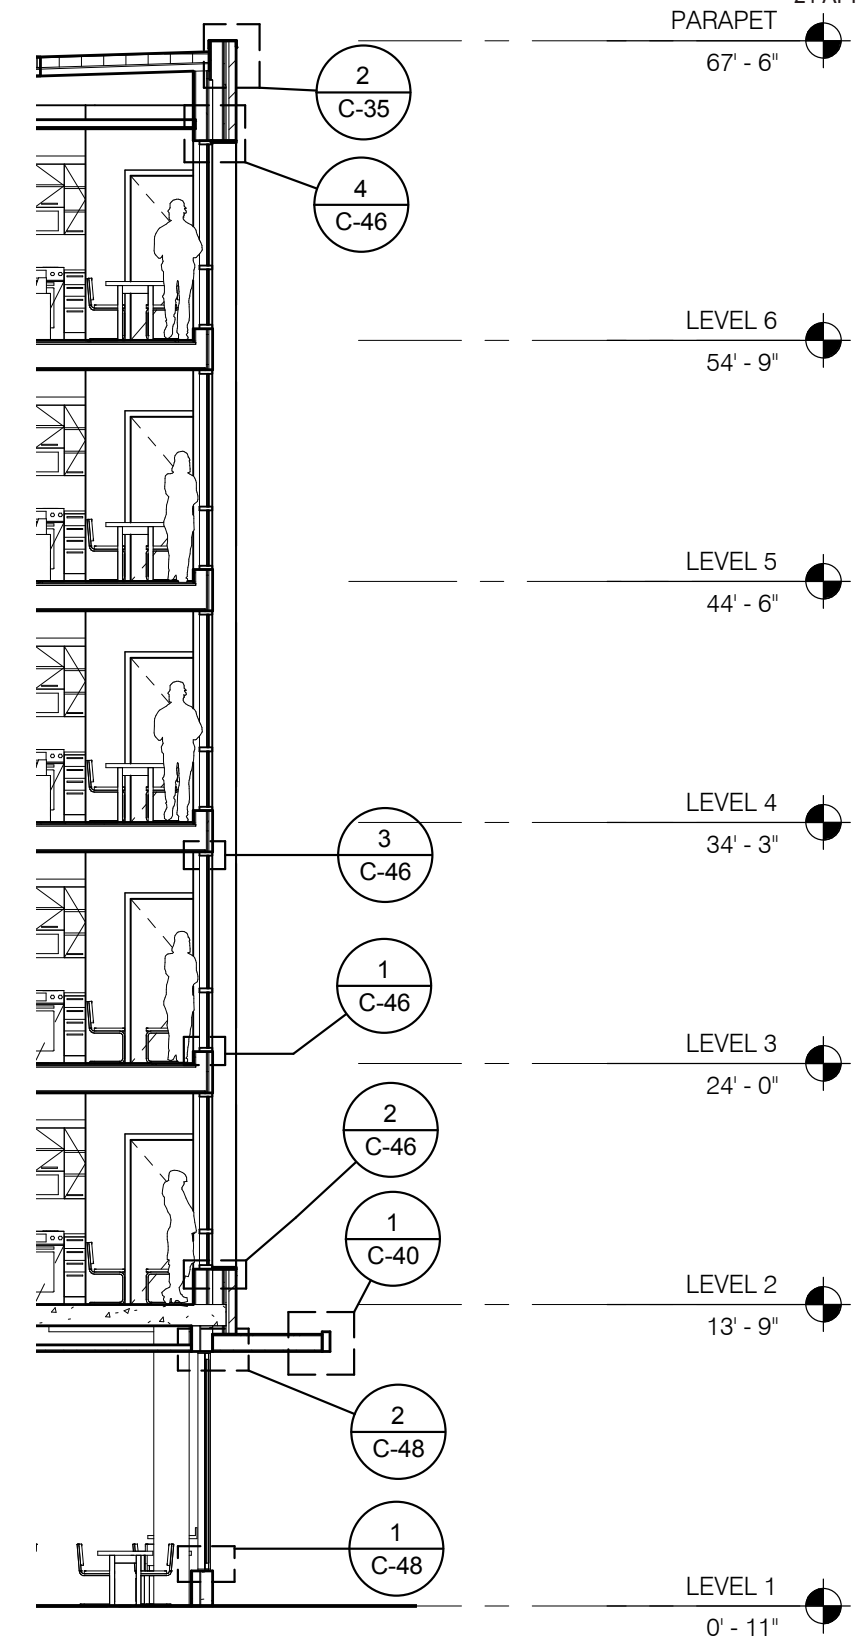 PARAPET
67' - 6"
2
C-35
4
C-46
LEVEL 6
54' - 9"
LEVEL 5
44' - 6"
LEVEL 4
34' - 3"
3
C-46
1
C-46
LEVEL 3
24' - 0"
2
C-46
1
C-40
LEVEL 2
13' - 9"
2
C-48
1
C-48
LEVEL 1
0' - 11"